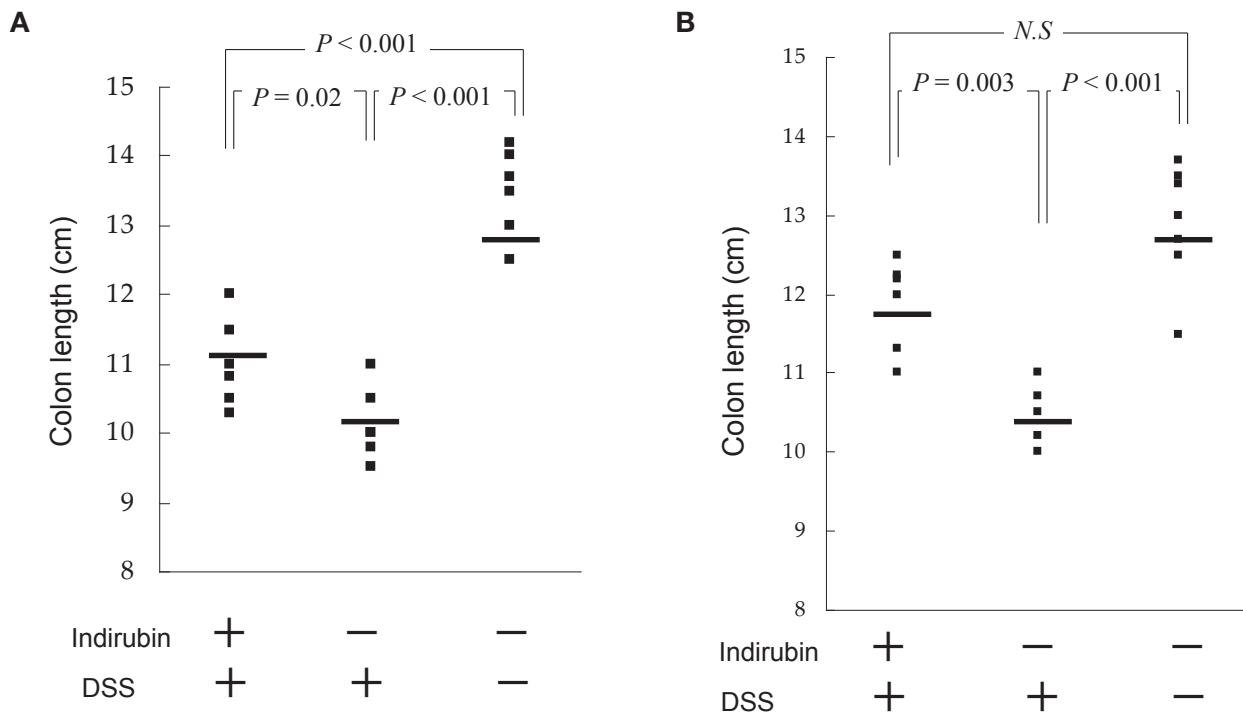 A
P < 0.001
P = 0.02 P < 0.001
15
14
13
12
11
10
9
8
Colon length (cm)
Indirubin + − −
DSS + + −
B
N.S
P = 0.003 P < 0.001
15
14
13
12
11
10
9
8
Colon length (cm)
Indirubin + − −
DSS + + −